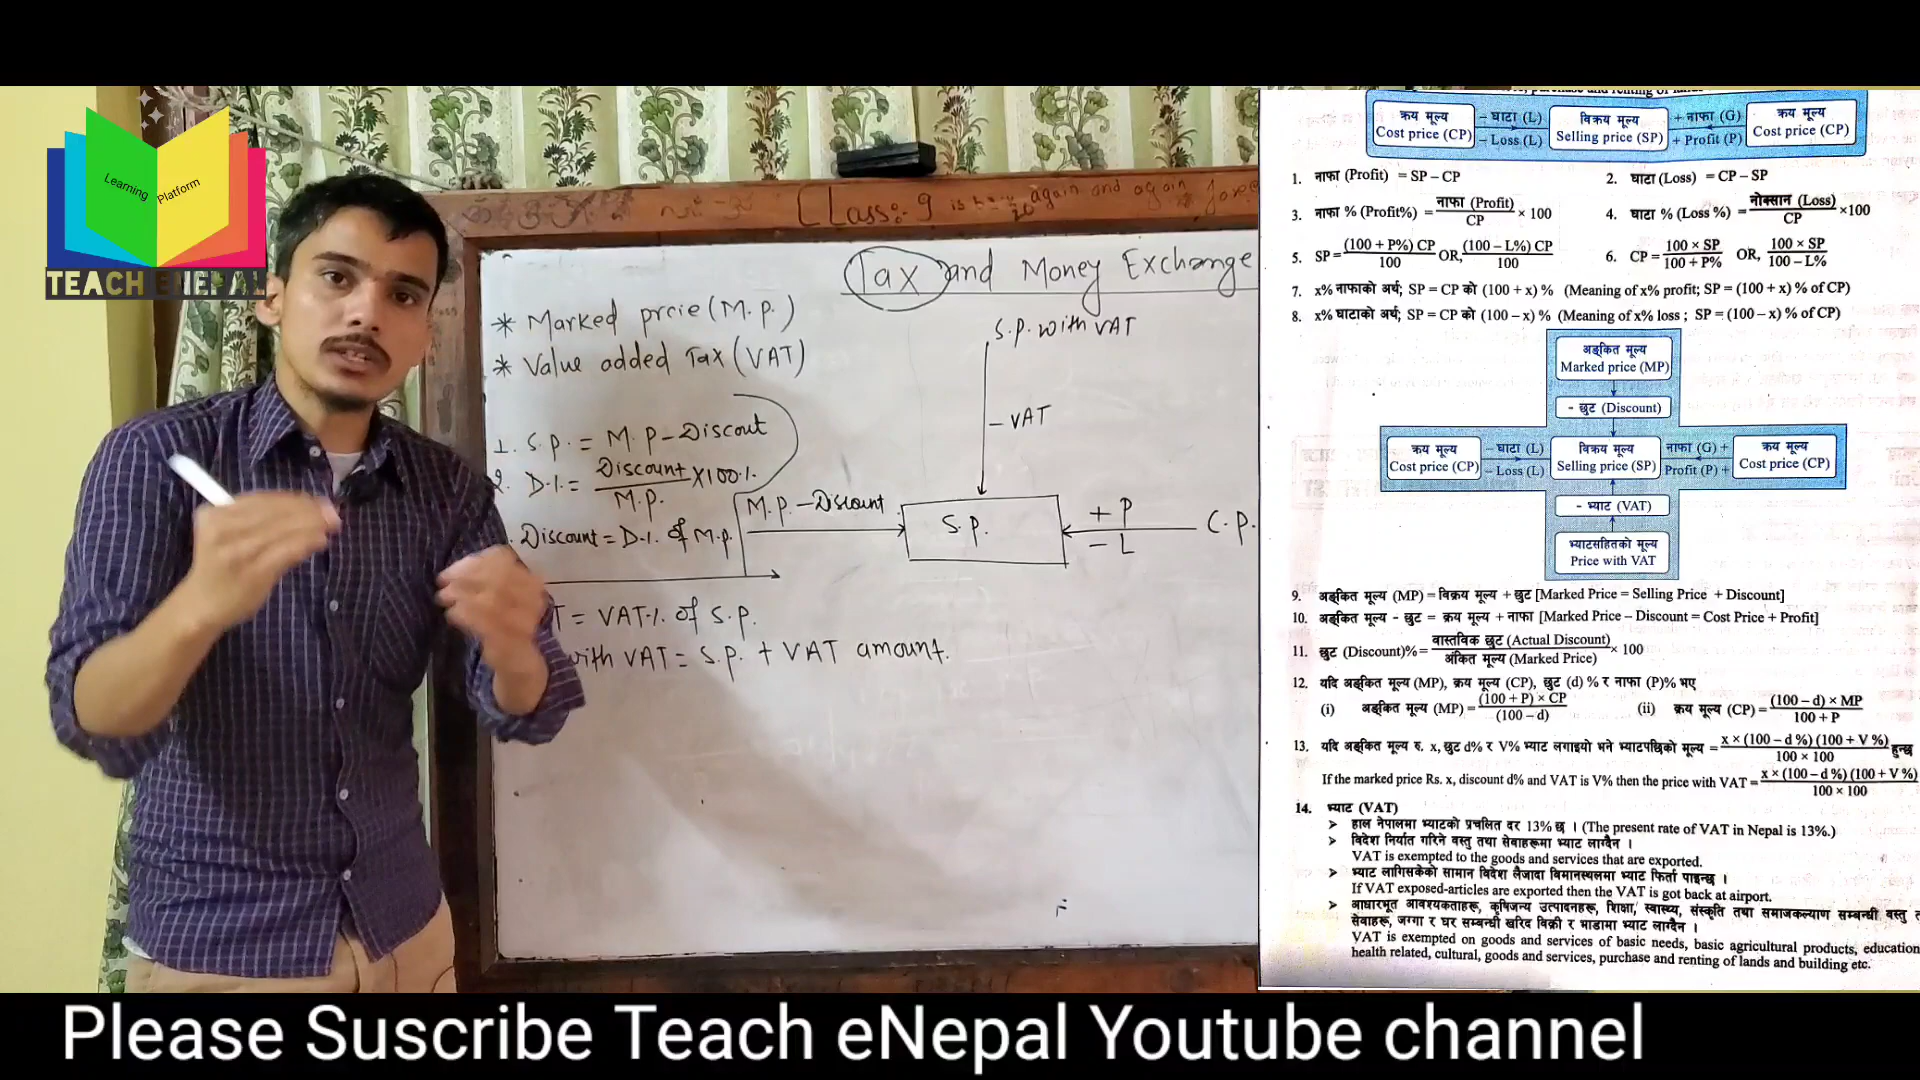 Learning Platform
TEACH ENEPAL
Class:- 9 is
again and again
Tax and Money Exchange
* Marked prcie (M.p.)
* Value added Tax (VAT)
1. S.p. = M.p - Discout
2. D.%. = Discount / M.p. × 100%.
Discount = D.%. of M.p.
T = VAT%. of S.p.
with VAT = S.p. + VAT amount.
S.p. with VAT
- VAT
M.p. - Discount
S.p.
+ P
- L
C.p.
क्रय मूल्य
Cost price (CP)
- घाटा (L)
- Loss (L)
विक्रय मूल्य
Selling price (SP)
+ नाफा (G)
+ Profit (P)
क्रय मूल्य
Cost price (CP)
1. नाफा (Profit) = SP – CP
2. घाटा (Loss) = CP – SP
3. नाफा % (Profit%) = नाफा (Profit) / CP × 100
4. घाटा % (Loss %) = नोक्सान (Loss) / CP ×100
5. SP = (100 + P%) CP / 100 OR, (100 – L%) CP / 100
6. CP = 100 × SP / 100 + P% OR, 100 × SP / 100 – L%
7. x% नाफाको अर्थ; SP = CP को (100 + x) % (Meaning of x% profit; SP = (100 + x) % of CP)
8. x% घाटाको अर्थ; SP = CP को (100 – x) % (Meaning of x% loss ; SP = (100 – x) % of CP)
अङ्कित मूल्य
Marked price (MP)
- छुट (Discount)
क्रय मूल्य
Cost price (CP)
- घाटा (L)
- Loss (L)
विक्रय मूल्य
Selling price (SP)
नाफा (G) +
Profit (P) +
क्रय मूल्य
Cost price (CP)
- भ्याट (VAT)
भ्याटसहितको मूल्य
Price with VAT
9. अङ्कित मूल्य (MP) = विक्रय मूल्य + छुट [Marked Price = Selling Price + Discount]
10. अङ्कित मूल्य - छुट = क्रय मूल्य + नाफा [Marked Price – Discount = Cost Price + Profit]
11. छुट (Discount)% = वास्तविक छुट (Actual Discount) / अंकित मूल्य (Marked Price) × 100
12. यदि अङ्कित मूल्य (MP), क्रय मूल्य (CP), छुट (d) % र नाफा (P)% भए
(i) अङ्कित मूल्य (MP) = (100 + P) × CP / (100 – d)
(ii) क्रय मूल्य (CP) = (100 – d) × MP / 100 + P
13. यदि अङ्कित मूल्य रु. x, छुट d% र V% भ्याट लगाइयो भने भ्याटपछिको मूल्य = x × (100 – d %) (100 + V %) / 100 × 100 हुन्छ
If the marked price Rs. x, discount d% and VAT is V% then the price with VAT = x × (100 – d %) (100 + V %) / 100 × 100
14. भ्याट (VAT)
➢ हाल नेपालमा भ्याटको प्रचलित दर 13% छ । (The present rate of VAT in Nepal is 13%.)
➢ विदेश निर्यात गरिने वस्तु तथा सेवाहरूमा भ्याट लाग्दैन ।
VAT is exempted to the goods and services that are exported.
➢ भ्याट लागिसकेको सामान विदेश लैजादा विमानस्थलमा भ्याट फिर्ता पाइन्छ ।
If VAT exposed-articles are exported then the VAT is got back at airport.
➢ आधारभूत आवश्यकताहरू, कृषिजन्य उत्पादनहरू, शिक्षा, स्वास्थ्य, संस्कृति तथा समाजकल्याण सम्बन्धी वस्तु
सेवाहरू, जग्गा र घर सम्बन्धी खरिद विक्री र भाडामा भ्याट लाग्दैन ।
VAT is exempted on goods and services of basic needs, basic agricultural products, education
health related, cultural, goods and services, purchase and renting of lands and building etc.
Please Suscribe Teach eNepal Youtube channel